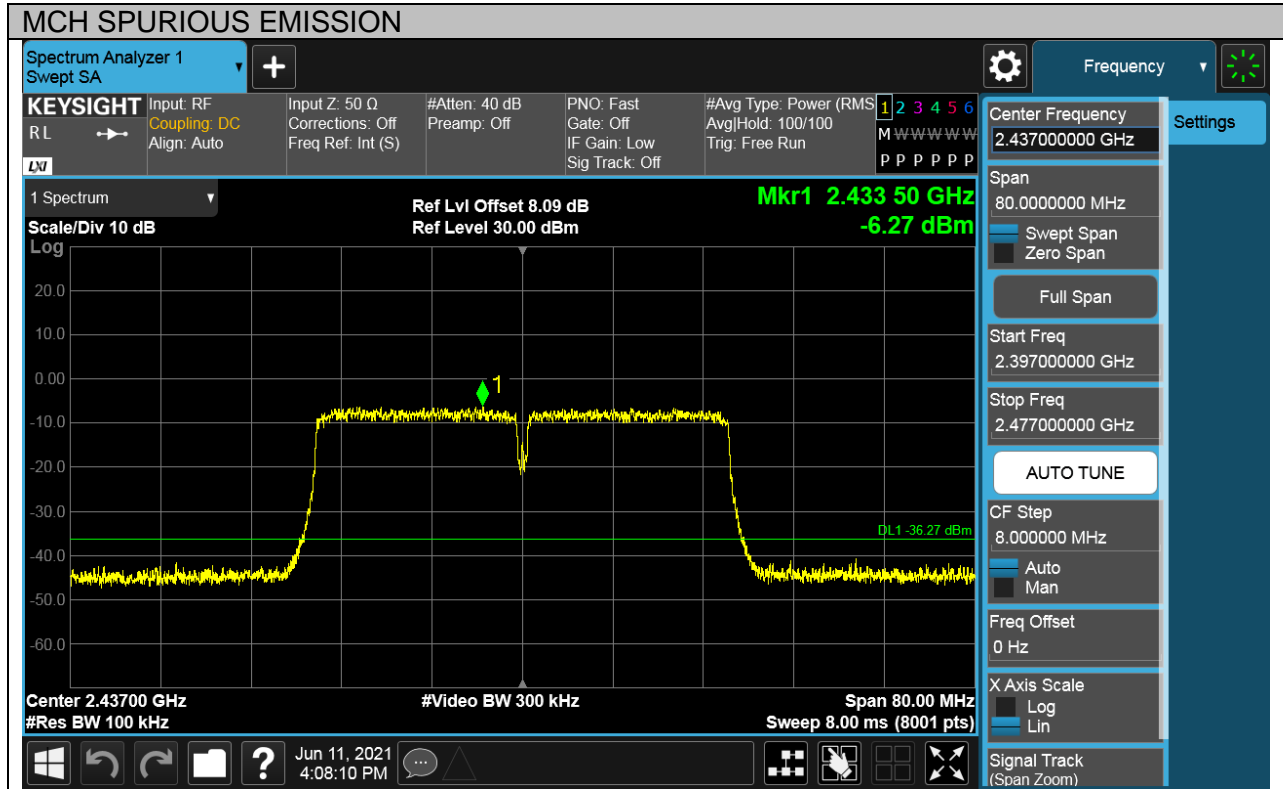 MCH SPURIOUS EMISSION
Spectrum Analyzer 1
Swept SA
+
Frequency
KEYSIGHT
R L
LXI
Input: RF
Coupling: DC
Align: Auto
Input Z: 50 Ω
Corrections: Off
Freq Ref: Int (S)
#Atten: 40 dB
Preamp: Off
PNO: Fast
Gate: Off
IF Gain: Low
Sig Track: Off
#Avg Type: Power (RMS
Avg|Hold: 100/100
Trig: Free Run
1 2 3 4 5 6
M W W W W W
P P P P P P
1 Spectrum
Scale/Div 10 dB
Ref Lvl Offset 8.09 dB
Ref Level 30.00 dBm
Mkr1 2.433 50 GHz
-6.27 dBm
Log
20.0
10.0
0.00
-10.0
-20.0
-30.0
-40.0
-50.0
-60.0
1
DL1 -36.27 dBm
Center 2.43700 GHz
#Res BW 100 kHz
#Video BW 300 kHz
Span 80.00 MHz
Sweep 8.00 ms (8001 pts)
Center Frequency
2.437000000 GHz
Settings
Span
80.0000000 MHz
Swept Span
Zero Span
Full Span
Start Freq
2.397000000 GHz
Stop Freq
2.477000000 GHz
AUTO TUNE
CF Step
8.000000 MHz
Auto
Man
Freq Offset
0 Hz
X Axis Scale
Log
Lin
Signal Track
(Span Zoom)
?
Jun 11, 2021
4:08:10 PM